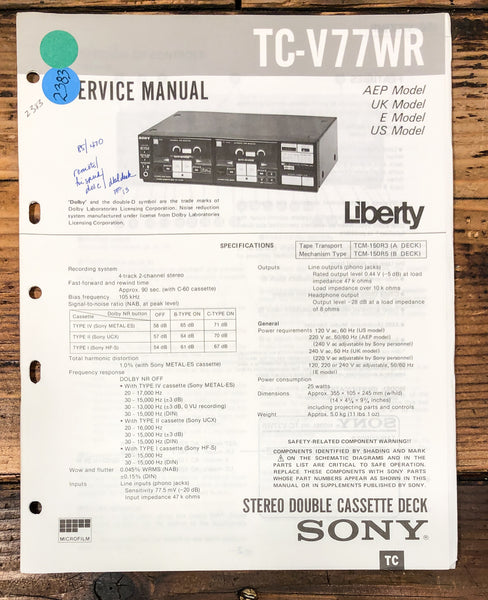 TC-V77WR
2383
2383
SERVICE MANUAL
AEP Model
UK Model
E Model
US Model
85/
remote/
deck
SONY
"Dolby" and the double-D symbol are the trade marks of
Dolby Laboratories Licensing Corporation. Noise reduction
system manufactured under license from Dolby Laboratories
Licensing Corporation.
Liberty
SPECIFICATIONS
Tape Transport TCM-150R3 (A DECK)
Mechanism Type TCM-150R5 (B DECK)
Recording system
4-track 2-channel stereo
Fast forward and rewind time
Approx. 90 sec. (with C-60 cassette)
Bias frequency 105 kHz
Signal-to-noise ratio (NAB, at peak level)
Dolby NR button OFF B-TYPE ON C-TYPE ON
Cassette
TYPE IV (Sony METAL-ES) 58 dB 65 dB 71 dB
TYPE II (Sony UCX) 57 dB 64 dB 70 dB
TYPE I (Sony HF-S) 54 dB 61 dB 67 dB
Total harmonic distortion
1.0% (with Sony METAL-ES)
Frequency response
DOLBY NR OFF
• With TYPE IV cassette (Sony METAL-ES)
20 - 17,000 Hz
30 - 15,000 Hz (±3 dB)
30 - 13,000 Hz (±3 dB, 0 VU recording)
30 - 15,000 Hz (DIN)
• With TYPE II cassette (Sony UCX)
20 - 16,000 Hz
30 - 15,000 Hz (±3 dB)
30 - 15,000 Hz (DIN)
• With TYPE I cassette (Sony HF-S)
20 - 15,000 Hz
30 - 15,000 Hz (±3 dB)
30 - 15,000 Hz (DIN)
Wow and flutter 0.045% WRMS (NAB)
±0.15% (DIN)
Inputs Line inputs (phono jacks)
Sensitivity 77.5 mV (-20 dB)
Input impedance 47 k ohms
Outputs Line outputs (phono jacks)
Rated output level 0.44 V (-5 dB) at load
impedance 47 k ohms
Load impedance over 10 k ohms
Headphone output
Output level -28 dB at a load impedance
of 8 ohms
General
Power requirements 120 V ac, 60 Hz (US model)
220 V ac, 50/60 Hz (AEP model)
(240 V ac adjustable by Sony personnel)
240 V ac, 50 Hz (UK model)
(220 V ac adjustable by Sony personnel)
110, 120, 220 or 240 V ac adjustable, 50/60 Hz
(E model)
Power consumption
25 watts
Dimensions Approx. 355 × 105 × 245 mm (w/h/d)
including projecting parts and controls
Weight Approx. 5.0 kg (11 lbs 1 oz)
SAFETY-RELATED COMPONENT WARNING!!
COMPONENTS IDENTIFIED BY SHADING AND MARK
⚠ ON THE SCHEMATIC DIAGRAMS AND IN THE
PARTS LIST ARE CRITICAL TO SAFE OPERATION.
REPLACE THESE COMPONENTS WITH SONY PARTS
WHOSE PART NUMBERS APPEAR AS SHOWN IN THIS
MANUAL OR IN SUPPLEMENTS PUBLISHED BY SONY.
STEREO DOUBLE CASSETTE DECK
MICROFILM
SONY®
TC